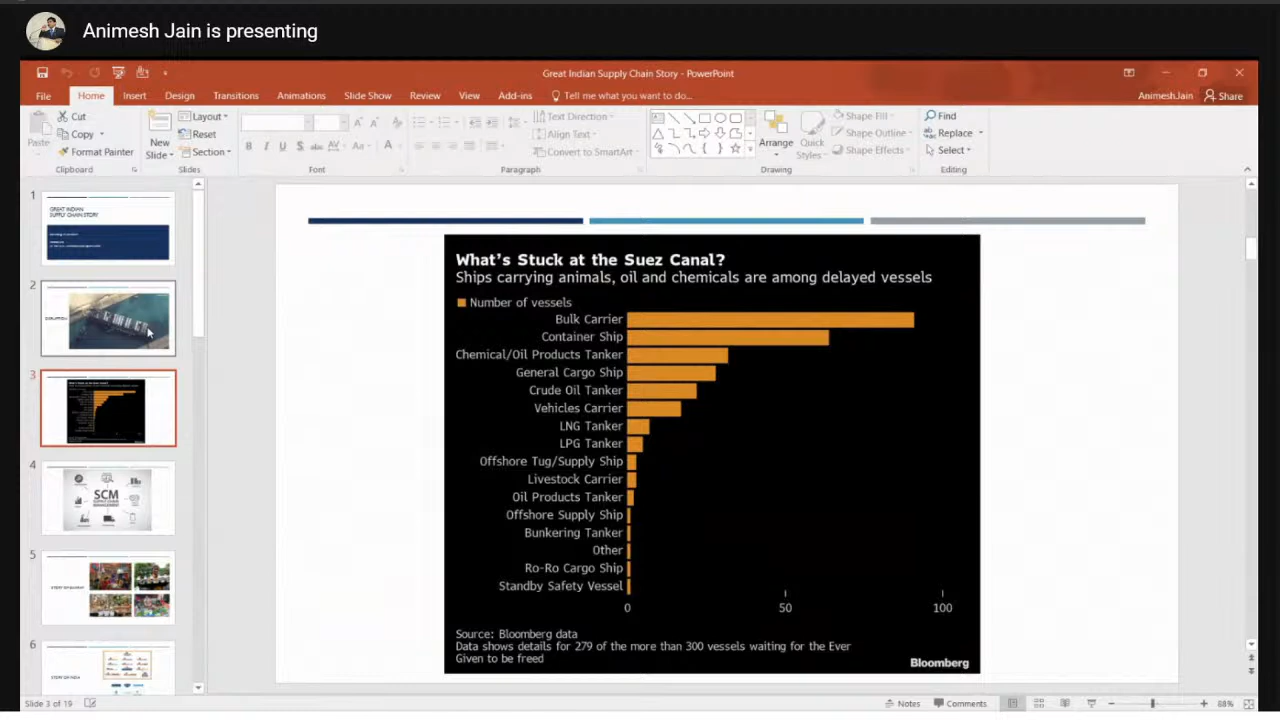 Animesh Jain is presenting
Great Indian Supply Chain Story - PowerPoint
File Home Insert Design Transitions Animations Slide Show Review View Add-ins Tell me what you want to do... Animesh.Jain Share
Cut
Copy
Format Painter
Paste
Clipboard
New Slide
Layout
Reset
Section
Slides
Font
Text Direction
Align Text
Convert to SmartArt
Paragraph
Arrange
Quick Styles
Shape Fill
Shape Outline
Shape Effects
Drawing
Find
Replace
Select
Editing
1
GREAT INDIAN
SUPPLY CHAIN STORY
2
3
4
SCM
5
6
What's Stuck at the Suez Canal?
Ships carrying animals, oil and chemicals are among delayed vessels
Number of vessels
Bulk Carrier
Container Ship
Chemical/Oil Products Tanker
General Cargo Ship
Crude Oil Tanker
Vehicles Carrier
LNG Tanker
LPG Tanker
Offshore Tug/Supply Ship
Livestock Carrier
Oil Products Tanker
Offshore Supply Ship
Bunkering Tanker
Other
Ro-Ro Cargo Ship
Standby Safety Vessel
0 50 100
Source: Bloomberg data
Data shows details for 279 of the more than 300 vessels waiting for the Ever
Given to be freed
Bloomberg
Slide 3 of 19
Notes Comments 88%